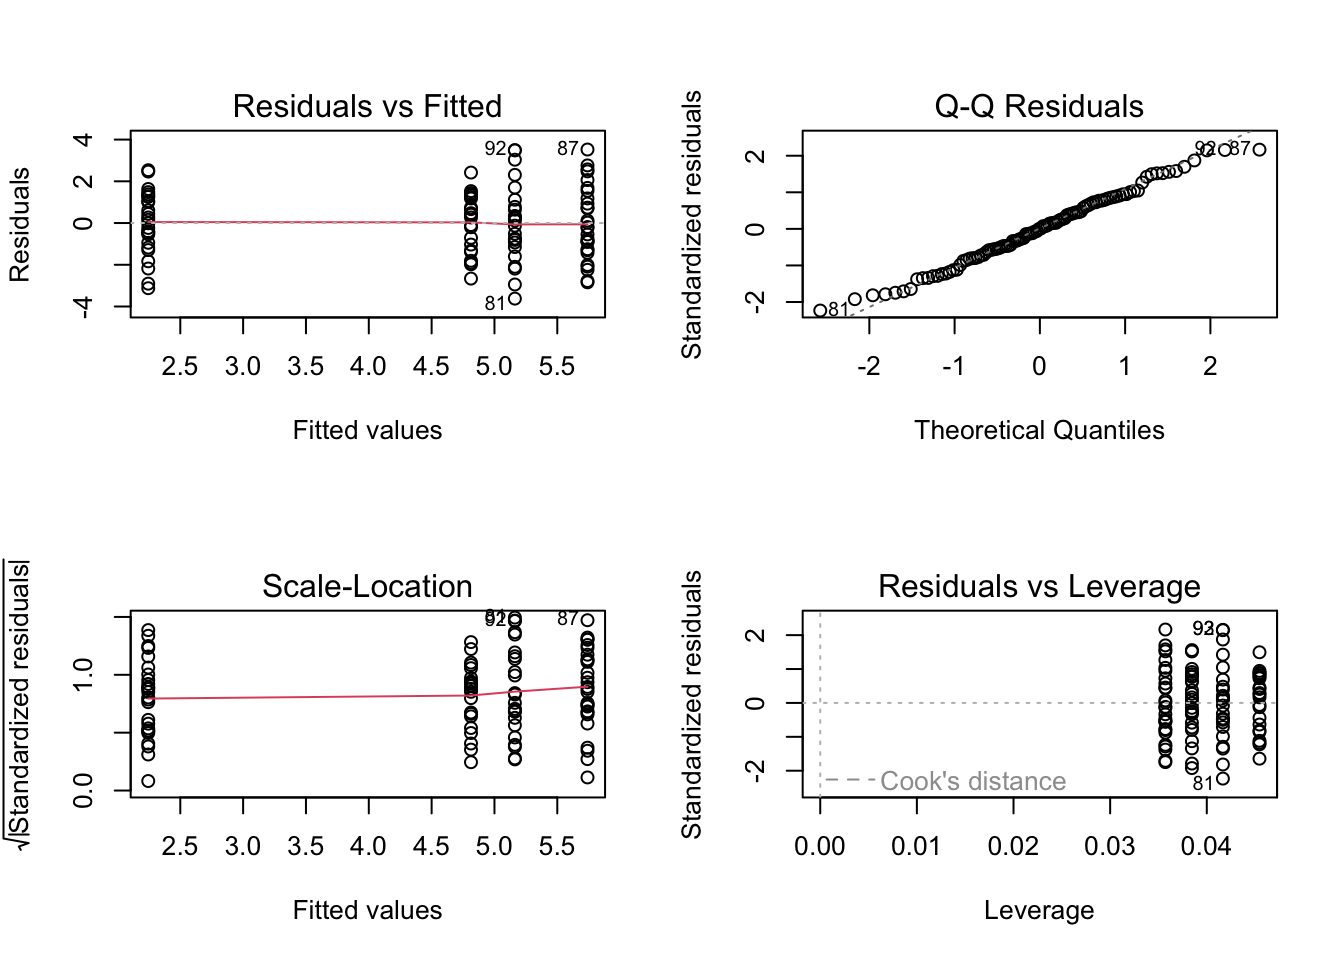 Residuals vs Fitted
Residuals
4
2
0
-4
92
87
81
2.5 3.0 3.5 4.0 4.5 5.0 5.5
Fitted values
Q-Q Residuals
Standardized residuals
2
0
-2
92
87
81
-2 -1 0 1 2
Theoretical Quantiles
Scale-Location
√|Standardized residuals|
1.0
0.0
81
92
87
2.5 3.0 3.5 4.0 4.5 5.0 5.5
Fitted values
Residuals vs Leverage
Standardized residuals
2
0
-2
92
81
Cook's distance
0.00 0.01 0.02 0.03 0.04
Leverage